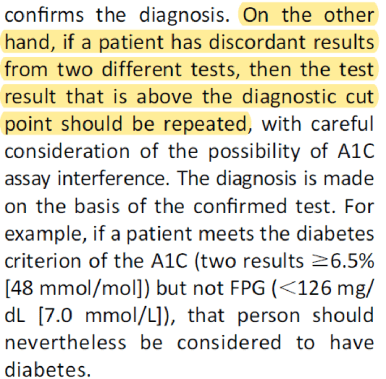 confirms the diagnosis. On the other
hand, if a patient has discordant results
from two different tests, then the test
result that is above the diagnostic cut
point should be repeated, with careful
consideration of the possibility of A1C
assay interference. The diagnosis is made
on the basis of the confirmed test. For
example, if a patient meets the diabetes
criterion of the A1C (two results ≥6.5%
[48 mmol/mol]) but not FPG (<126 mg/
dL [7.0 mmol/L]), that person should
nevertheless be considered to have
diabetes.